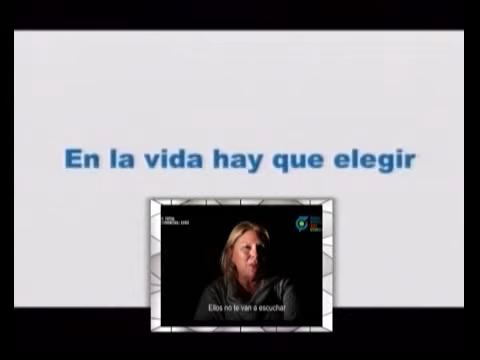 En la vida hay que elegir
Ellos no te van a escuchar